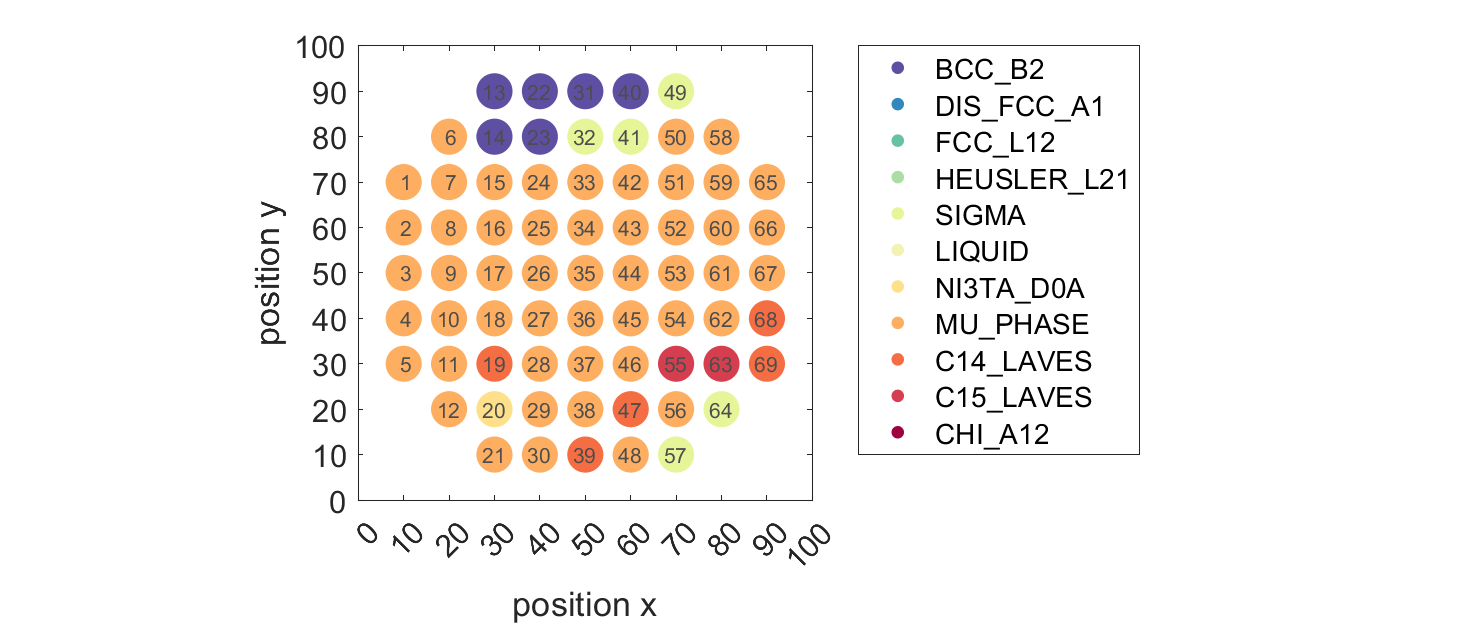 100
90
80
70
60
50
40
30
20
10
0
position y
13 22 31 40 49
6 14 23 32 41 50 58
1 7 15 24 33 42 51 59 65
2 8 16 25 34 43 52 60 66
3 9 17 26 35 44 53 61 67
4 10 18 27 36 45 54 62 68
5 11 19 28 37 46 55 63 69
12 20 29 38 47 56 64
21 30 39 48 57
0 10 20 30 40 50 60 70 80 90 100
position x
BCC_B2
DIS_FCC_A1
FCC_L12
HEUSLER_L21
SIGMA
LIQUID
NI3TA_D0A
MU_PHASE
C14_LAVES
C15_LAVES
CHI_A12